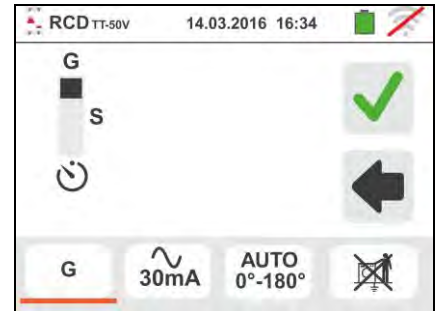 RCD TT-50V 14.03.2016 16:34
G
S
G 30mA AUTO
0°-180°